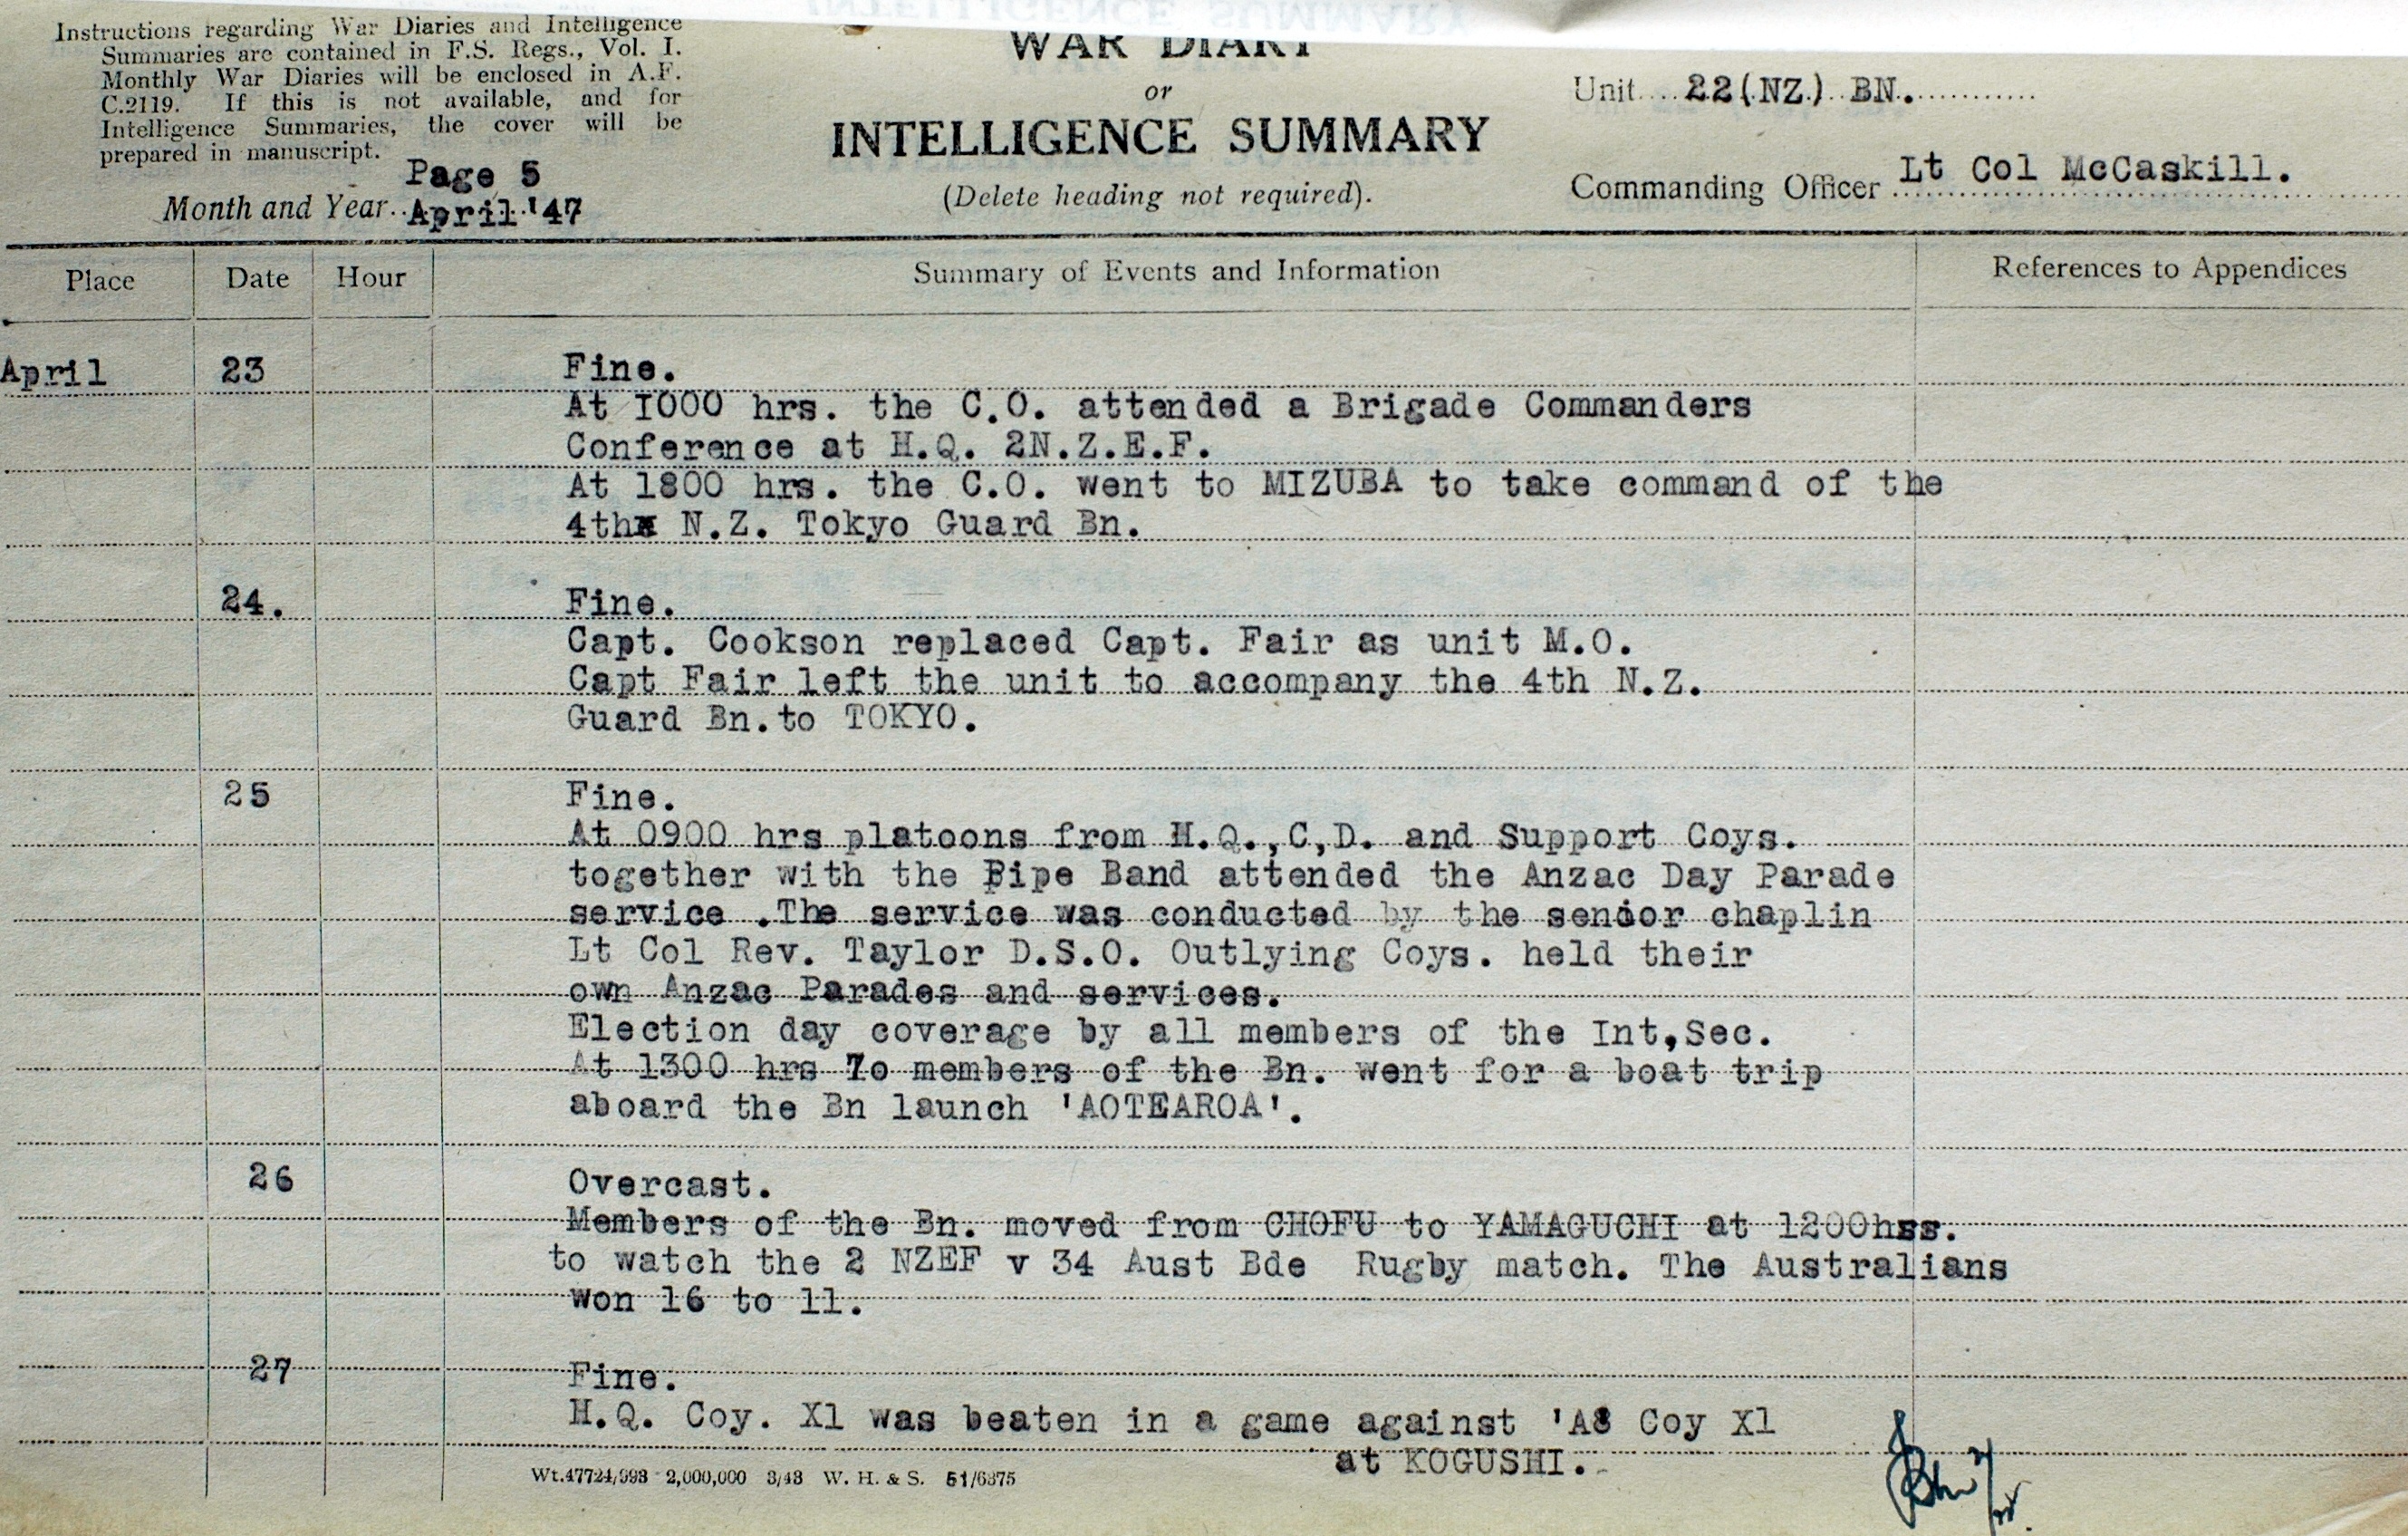 Instructions regarding War Diaries and Intelligence
Summaries are contained in F.S. Regs., Vol. I.
Monthly War Diaries will be enclosed in A.F.
C.2119. If this is not available, and for
Intelligence Summaries, the cover will be
prepared in manuscript.
Page 5
Month and Year April '47
WAR DIARY
or
INTELLIGENCE SUMMARY
(Delete heading not required).
Unit 22(NZ) BN.
Commanding Officer Lt Col McCaskill.
Place Date Hour Summary of Events and Information References to Appendices
April 23 Fine.
At 1000 hrs. the C.O. attended a Brigade Commanders
Conference at H.Q. 2N.Z.E.F.
At 1800 hrs. the C.O. went to MIZUBA to take command of the
4thx N.Z. Tokyo Guard Bn.
24. Fine.
Capt. Cookson replaced Capt. Fair as unit M.O.
Capt Fair left the unit to accompany the 4th N.Z.
Guard Bn.to TOKYO.
25 Fine.
At 0900 hrs platoons from H.Q.,C,D. and Support Coys.
together with the Pipe Band attended the Anzac Day Parade
service .The service was conducted by the senior chaplin
Lt Col Rev. Taylor D.S.O. Outlying Coys. held their
own Anzac Parades and services.
Election day coverage by all members of the Int,Sec.
At 1300 hrs 70 members of the Bn. went for a boat trip
aboard the Bn launch 'AOTEAROA'.
26 Overcast.
Members of the Bn. moved from CHOFU to YAMAGUCHI at 1200hss.
to watch the 2 NZEF v 34 Aust Bde Rugby match. The Australians
won 16 to 11.
27 Fine.
H.Q. Coy. X1 was beaten in a game against 'A8 Coy X1
at KOGUSHI.
Wt.47724/993 2,000,000 3/43 W. H. & S. 51/6375